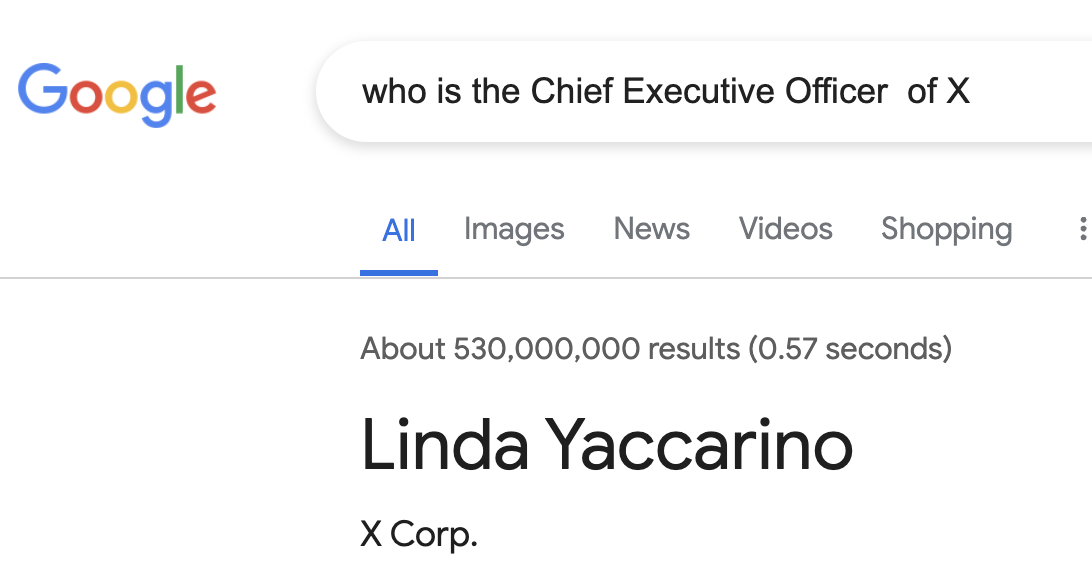 Google
who is the Chief Executive Officer  of X
All Images News Videos Shopping
About 530,000,000 results (0.57 seconds)
Linda Yaccarino
X Corp.